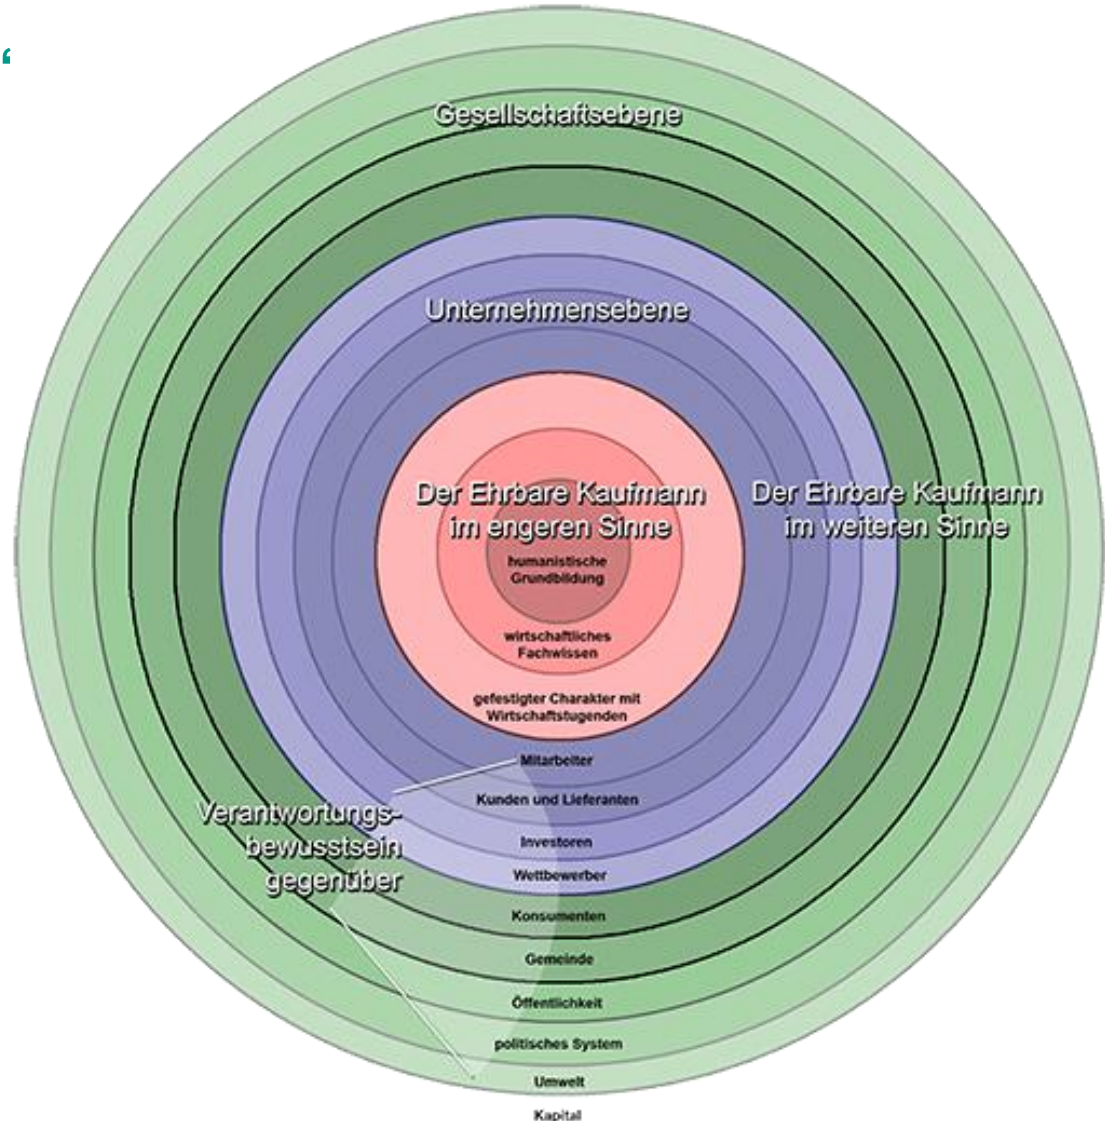 ‘
Gesellschaftsebene
Unternehmensebene
Der Ehrbare Kaufmann
im engeren Sinne
Der Ehrbare Kaufmann
im weiteren Sinne
humanistische
Grundbildung
wirtschaftliches
Fachwissen
gefestigter Charakter mit
Wirtschaftstugenden
Mitarbeiter
Kunden und Lieferanten
Verantwortungs-
bewusstsein
gegenüber
Investoren
Wettbewerber
Konsumenten
Gemeinde
Öffentlichkeit
politisches System
Umwelt
Kapital